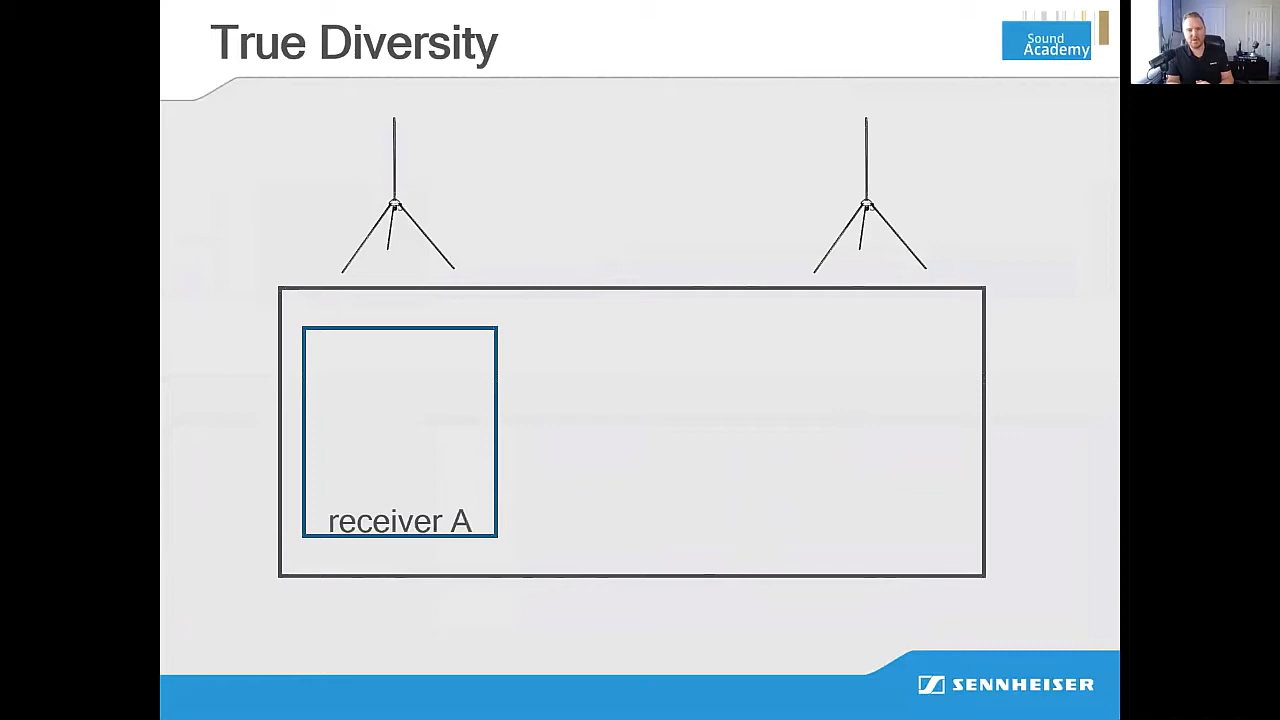 True Diversity
Sound
Academy
receiver A
SENNHEISER